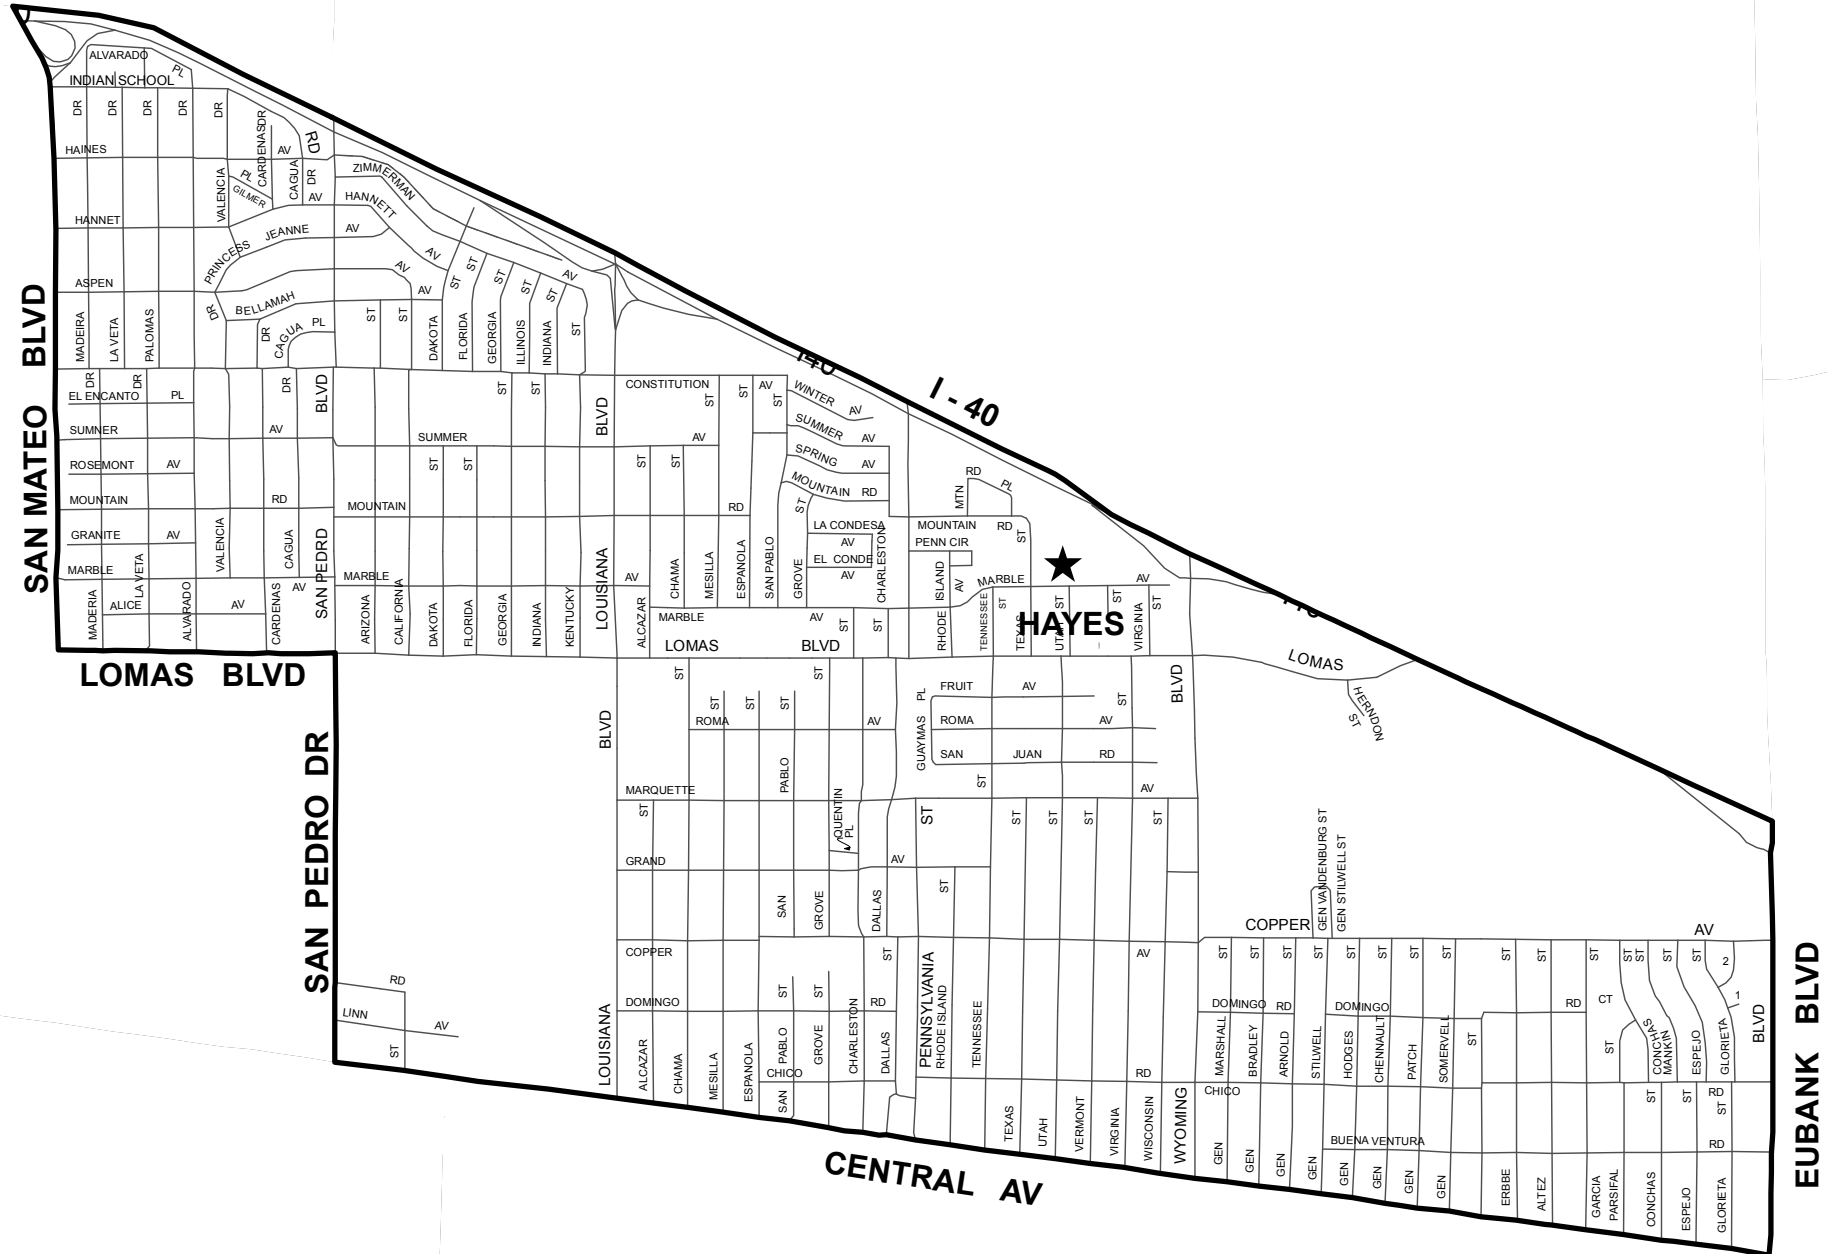 ALVARADO PL
INDIAN SCHOOL RD
DR DR DR DR DR
CARDENAS DR
HAINES AV
ZIMMERMAN AV
VALENCIA
GILMER PL
CAGUA DR
HANNETT AV
HANNET AV
PRINCESS JEANNE AV
ASPEN AV
AV
DR
BELLAMAH
DR
CAGUA PL
MADEIRA DR
LA VETA DR
PALOMAS
ST ST
DAKOTA
FLORIDA ST
GEORGIA ST
ILLINOIS ST
INDIANA ST
ST
I40
I - 40
SAN MATEO BLVD
EL ENCANTO PL
DR
BLVD
ST ST
BLVD
CONSTITUTION AV
ST ST ST
WINTER AV
SUMNER AV
SUMMER AV
SUMMER AV
ROSEMONT AV
ST ST ST ST
SPRING AV
MOUNTAIN RD
MOUNTAIN RD
MOUNTAIN RD
MTN RD PL
MOUNTAIN RD
ST
GRANITE AV
LA CONDESA AV
EL CONDE AV
PENN CIR
MARBLE AV
MARBLE AV
MARBLE AV
MARBLE AV
ALICE AV
MADERIA
LA VETA
ALVARADO
VALENCIA
CARDENAS
CAGUA
SAN PEDRD
ARIZONA
CALIFORNIA
DAKOTA
FLORIDA
GEORGIA
INDIANA
KENTUCKY
LOUISIANA
ALCAZAR
CHAMA
MESILLA
ESPANOLA
SAN PABLO
GROVE ST
CHARLESTON
ST ST
RHODE ISLAND AV
TENNESSEE ST
TEXAS
UTAH ST
ST
VIRGINIA ST
HAYES
I40
LOMAS BLVD
LOMAS BLVD
LOMAS
HERNDON ST
SAN PEDRO DR
BLVD
ST ST ST ST ST
ROMA AV
GUAYMAS PL
FRUIT AV
ROMA AV
SAN JUAN RD
ST
ST
BLVD
MARQUETTE AV
ST
PABLO
QUENTIN PL
ST
ST ST ST ST
GRAND AV
SAN
GROVE
DALLAS
ST
GEN VANDENBURG ST
GEN STILWELL ST
COPPER AV
COPPER AV
ST
ST ST ST ST ST ST ST ST
ST ST ST ST ST ST ST
2
1
DOMINGO RD
DOMINGO RD
DOMINGO RD
CT
RD
LINN AV
ST
LOUISIANA
ALCAZAR
CHAMA
MESILLA
ESPANOLA
SAN PABLO ST
GROVE ST
CHARLESTON
DALLAS
PENNSYLVANIA ST
RHODE ISLAND
TENNESSEE
CHICO RD
CHICO RD
TEXAS
UTAH
VERMONT
VIRGINIA
WISCONSIN
WYOMING
GEN MARSHALL
GEN BRADLEY
GEN ARNOLD
GEN STILWELL
GEN HODGES
GEN CHENNAULT
GEN PATCH
GEN SOMERVELL
ST
BUENA VENTURA RD
ERBBE
ALTEZ
GARCIA
PARSIFAL ST
CONCHAS
MANKIN
ESPEJO
GLORIETA
BLVD
CONCHAS ST
ESPEJO ST
GLORIETA ST
CENTRAL AV
EUBANK BLVD